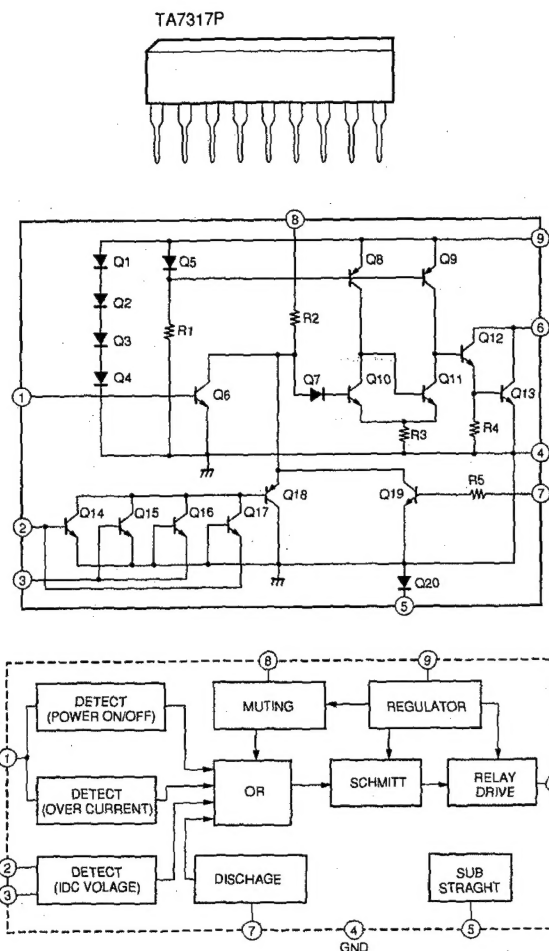 TA7317P
8
Q1
Q5
Q8
Q9
9
Q2
R1
R2
Q3
Q12
6
Q4
Q7
Q10
Q11
Q13
1
Q6
R3
R4
4
Q18
Q19
R5
7
2
Q14
Q15
Q16
Q17
3
Q20
5
8
9
DETECT
(POWER ON/OFF)
MUTING
REGULATOR
1
DETECT
(OVER CURRENT)
OR
SCHMITT
RELAY
DRIVE
2
3
DETECT
(IDC VOLAGE)
DISCHAGE
SUB
STRAGHT
7
4
5
GND